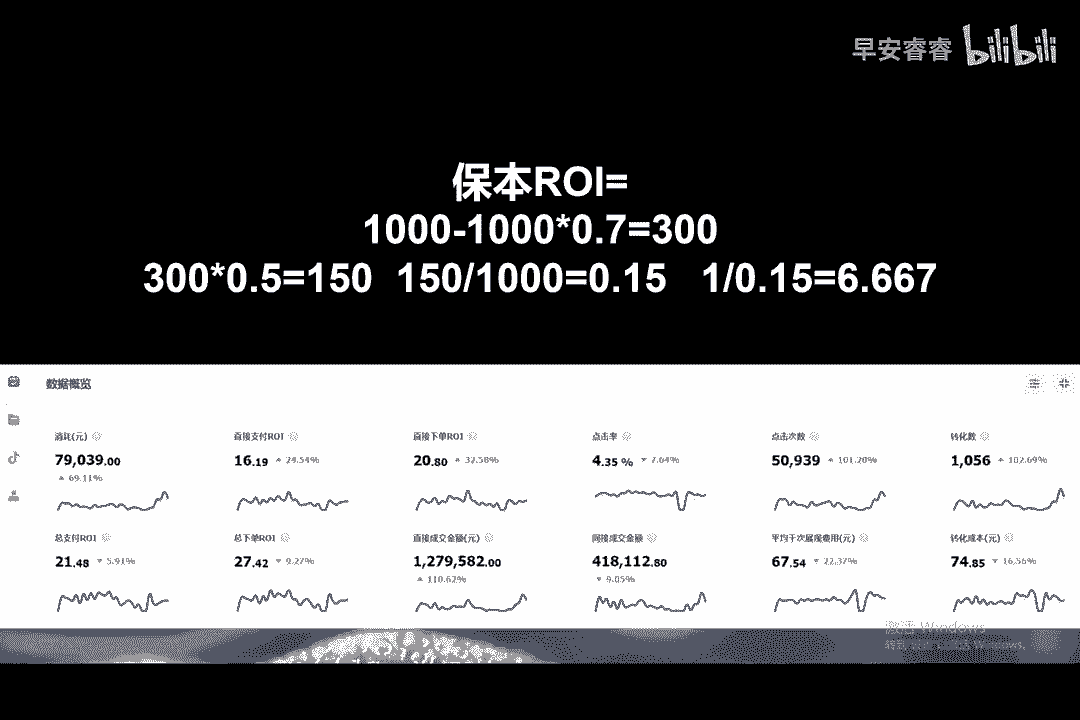 早安睿睿 bilibili
保本ROI=
1000-1000*0.7=300
300*0.5=150 150/1000=0.15 1/0.15=6.667
数据概览
消耗(元) 直接支付ROI 直接下单ROI 点击率 点击次数 转化数
79,039.00 16.19 24.54% 20.80 32.58% 4.35 % 7.64% 50,939 101.20% 1,056 102.69%
69.11%
总支付ROI 总下单ROI 直接成交金额(元) 间接成交金额 平均千次展现费用(元) 转化成本(元)
21.48 5.91% 27.42 9.27% 1,279,582.00 418,112.80 67.54 22.37% 74.85 16.56%
110.62% 9.05%
激活 Windows